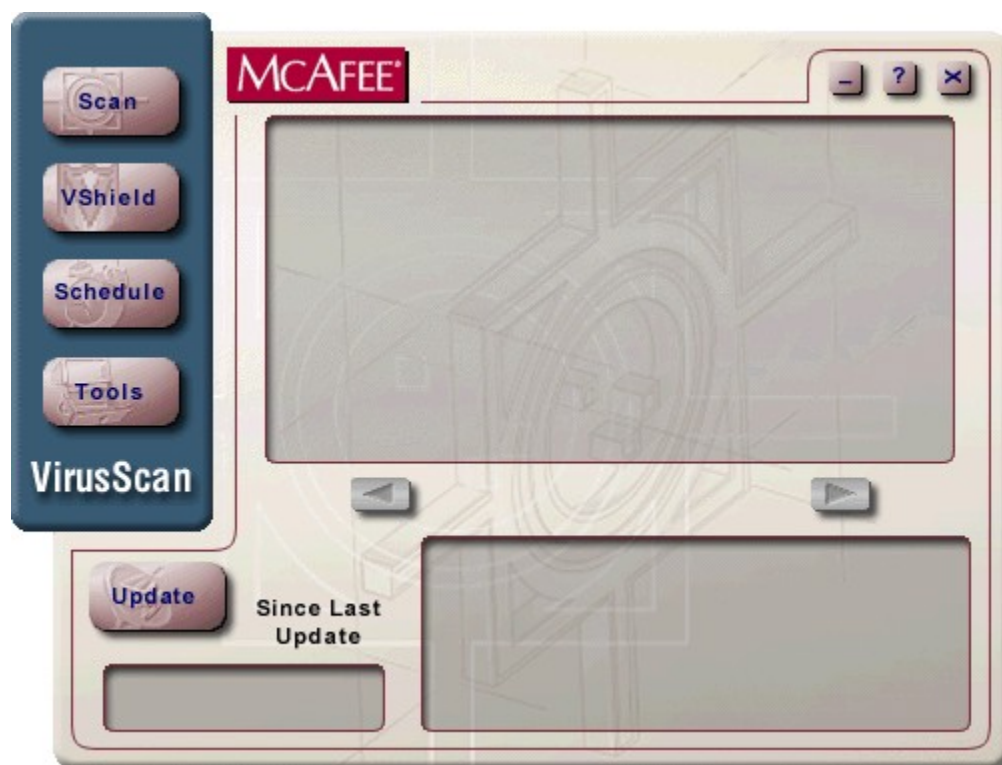 McAfee®
Scan
VShield
Schedule
Tools
VirusScan
_ ? X
Update
Since Last
Update